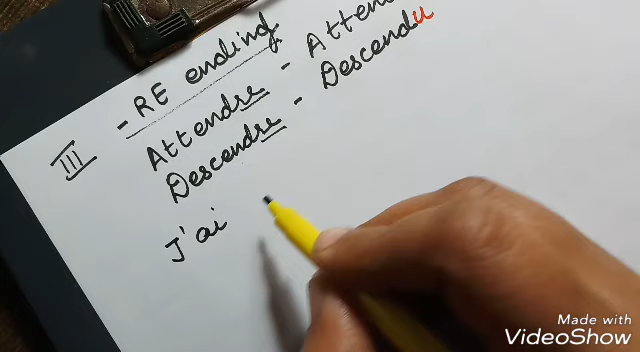 III - RE ending
Attendre - Attend
Descendre - Descendu
J'ai
Made with
VideoShow